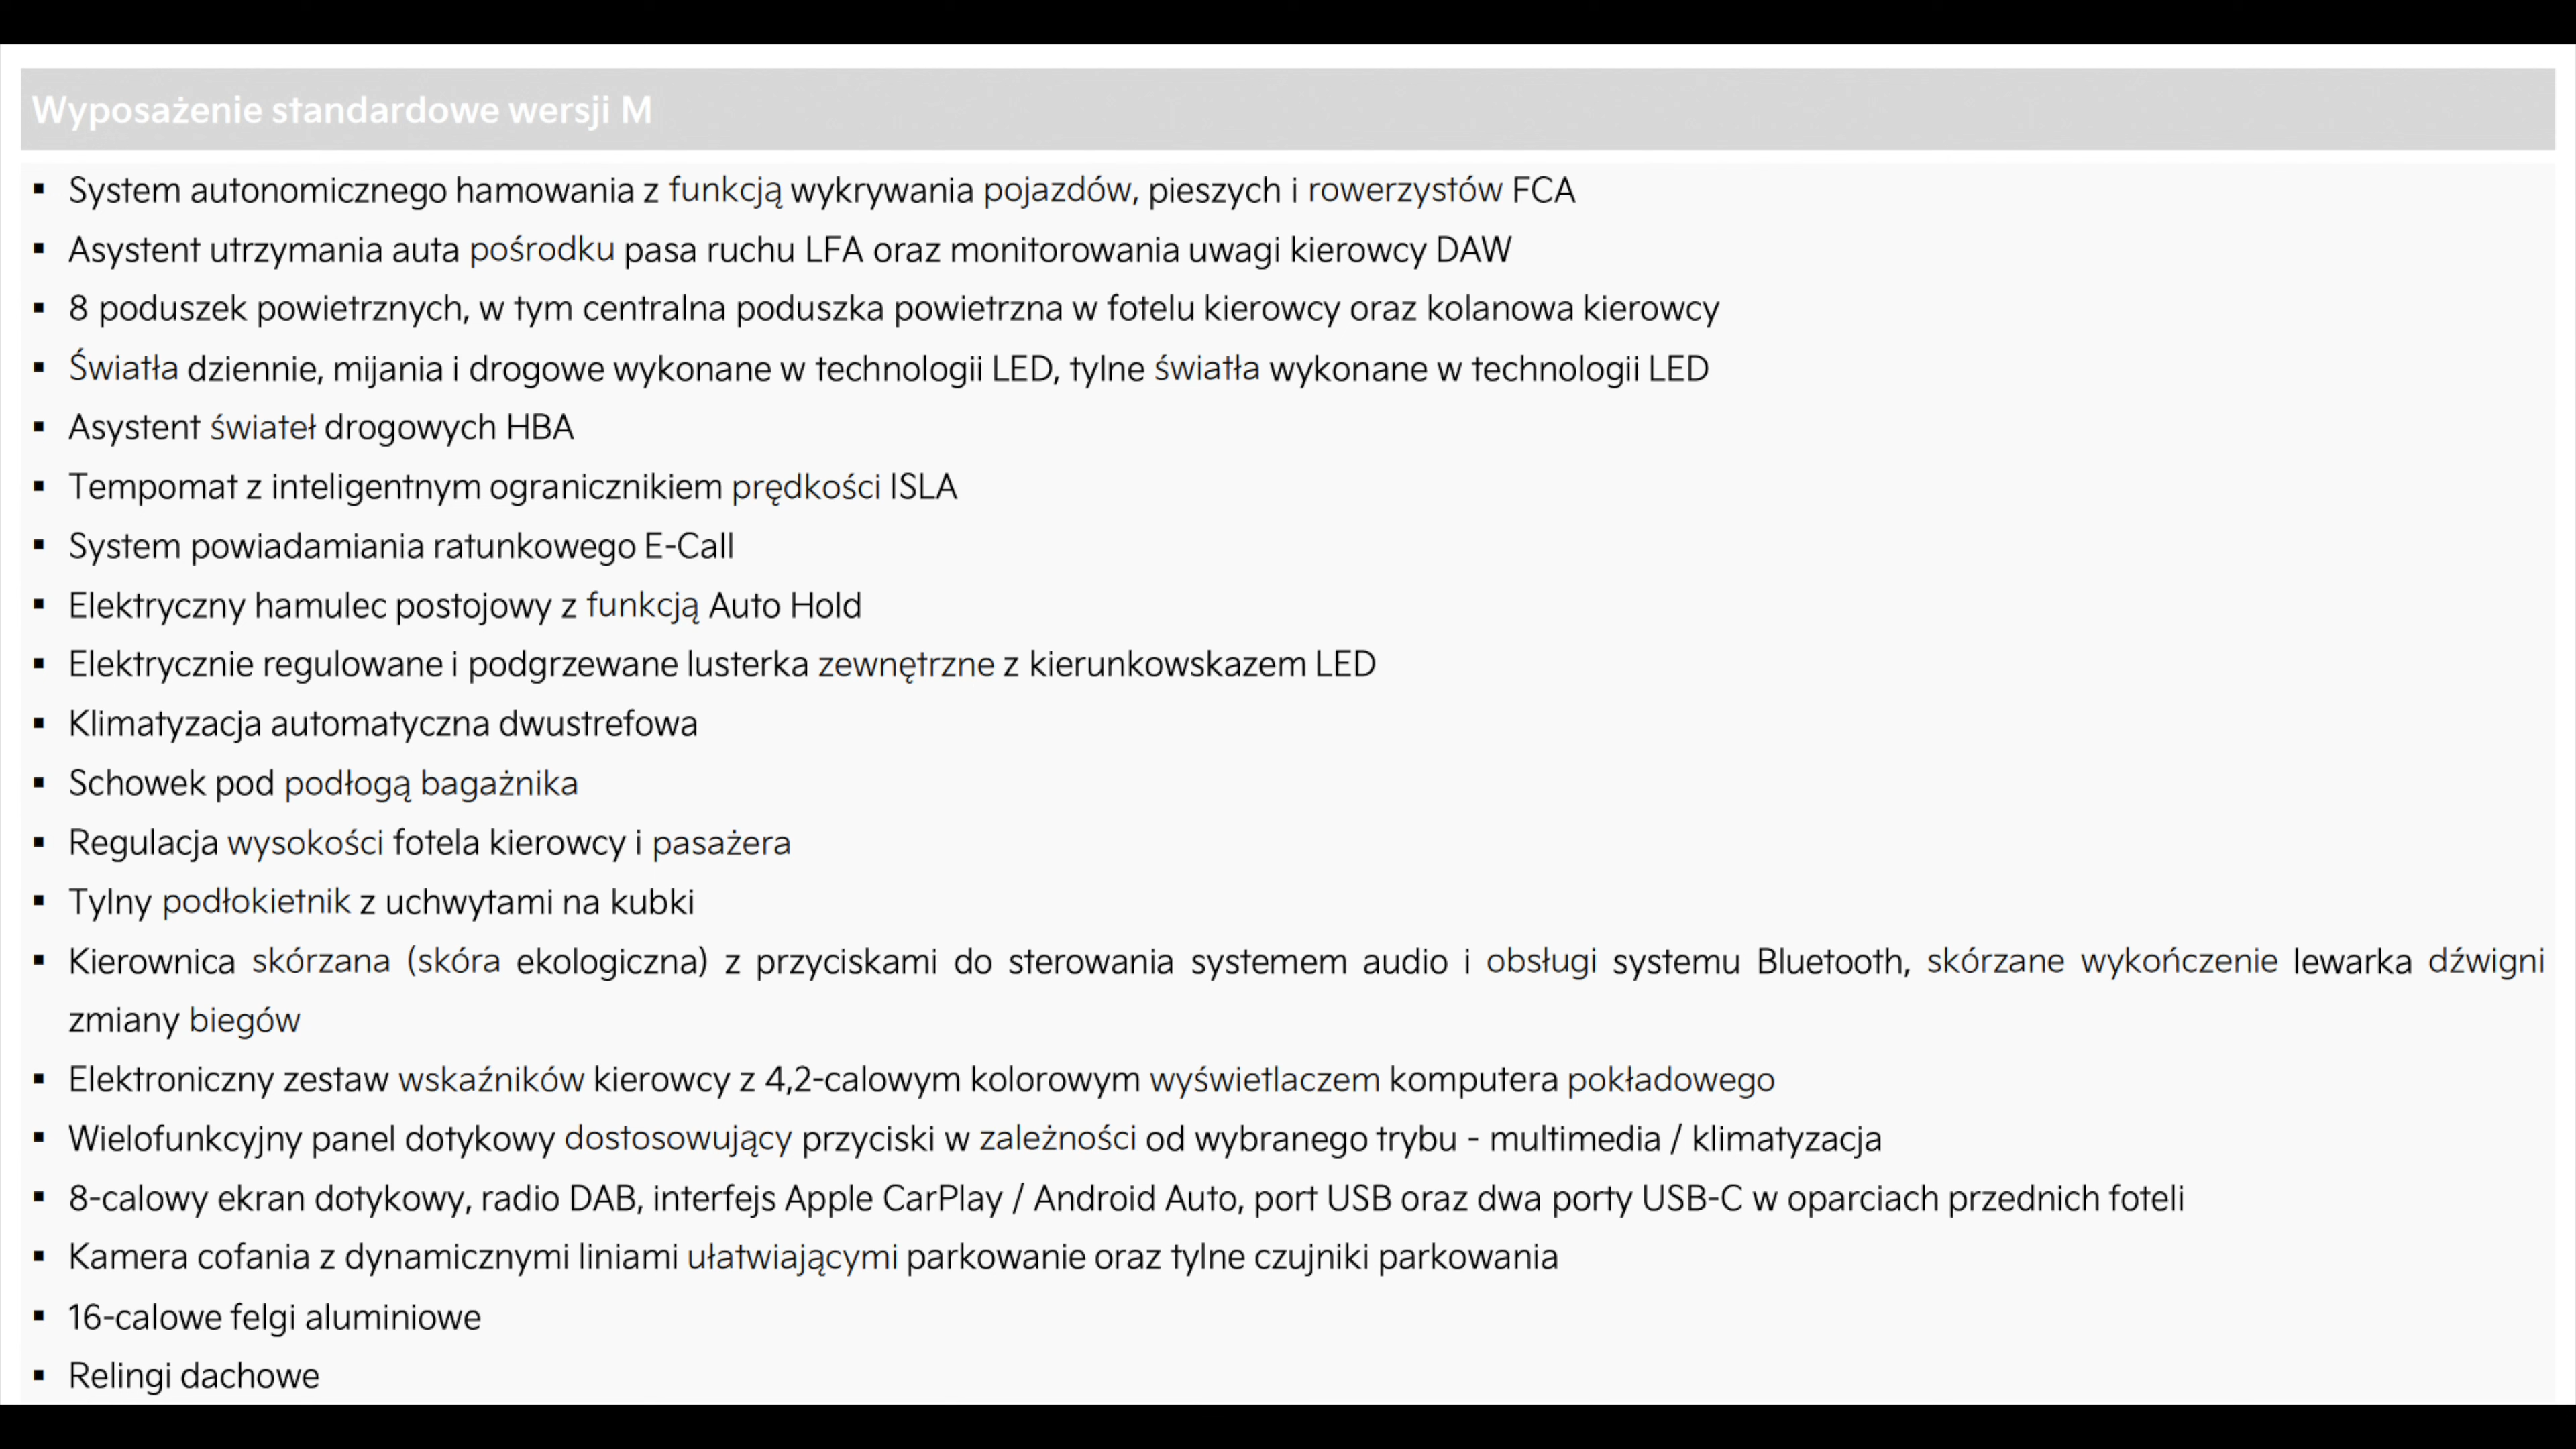 Wyposażenie standardowe wersji M
▪ System autonomicznego hamowania z funkcją wykrywania pojazdów, pieszych i rowerzystów FCA
▪ Asystent utrzymania auta pośrodku pasa ruchu LFA oraz monitorowania uwagi kierowcy DAW
▪ 8 poduszek powietrznych, w tym centralna poduszka powietrzna w fotelu kierowcy oraz kolanowa kierowcy
▪ Światła dziennie, mijania i drogowe wykonane w technologii LED, tylne światła wykonane w technologii LED
▪ Asystent świateł drogowych HBA
▪ Tempomat z inteligentnym ogranicznikiem prędkości ISLA
▪ System powiadamiania ratunkowego E-Call
▪ Elektryczny hamulec postojowy z funkcją Auto Hold
▪ Elektrycznie regulowane i podgrzewane lusterka zewnętrzne z kierunkowskazem LED
▪ Klimatyzacja automatyczna dwustrefowa
▪ Schowek pod podłogą bagażnika
▪ Regulacja wysokości fotela kierowcy i pasażera
▪ Tylny podłokietnik z uchwytami na kubki
▪ Kierownica skórzana (skóra ekologiczna) z przyciskami do sterowania systemem audio i obsługi systemu Bluetooth, skórzane wykończenie lewarka dźwigni
zmiany biegów
▪ Elektroniczny zestaw wskaźników kierowcy z 4,2-calowym kolorowym wyświetlaczem komputera pokładowego
▪ Wielofunkcyjny panel dotykowy dostosowujący przyciski w zależności od wybranego trybu - multimedia / klimatyzacja
▪ 8-calowy ekran dotykowy, radio DAB, interfejs Apple CarPlay / Android Auto, port USB oraz dwa porty USB-C w oparciach przednich foteli
▪ Kamera cofania z dynamicznymi liniami ułatwiającymi parkowanie oraz tylne czujniki parkowania
▪ 16-calowe felgi aluminiowe
▪ Relingi dachowe